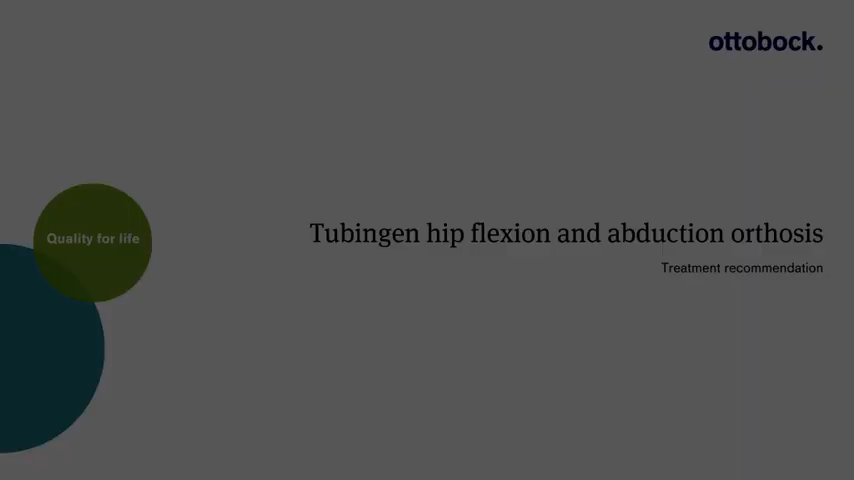 ottobock.
Quality for life
Tubingen hip flexion and abduction orthosis
Treatment recommendation